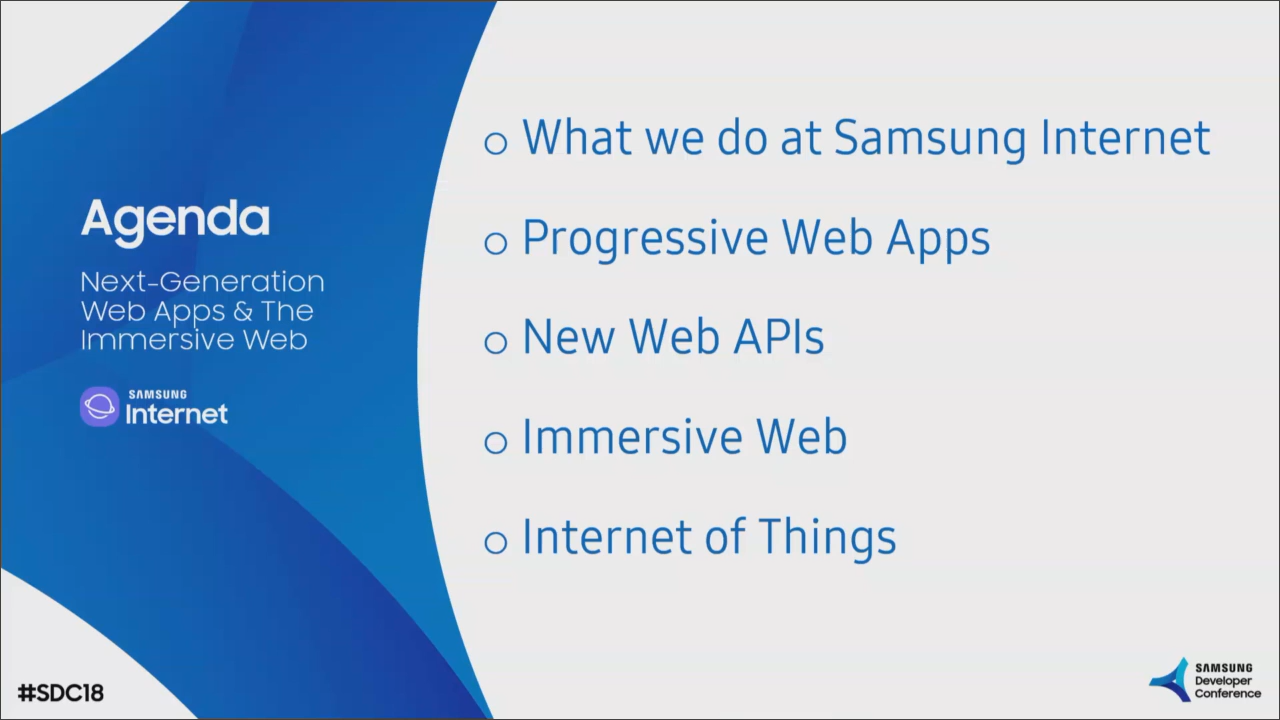 Agenda
Next-Generation
Web Apps & The
Immersive Web
SAMSUNG
Internet
○ What we do at Samsung Internet
○ Progressive Web Apps
○ New Web APIs
○ Immersive Web
○ Internet of Things
#SDC18
SAMSUNG
Developer
Conference